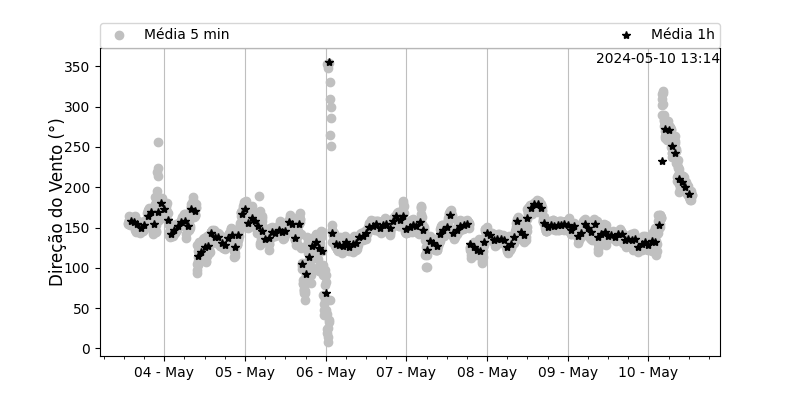 Média 5 min
Média 1h
2024-05-10 13:14
Direção do Vento (°)
350
300
250
200
150
100
50
0
04 - May
05 - May
06 - May
07 - May
08 - May
09 - May
10 - May